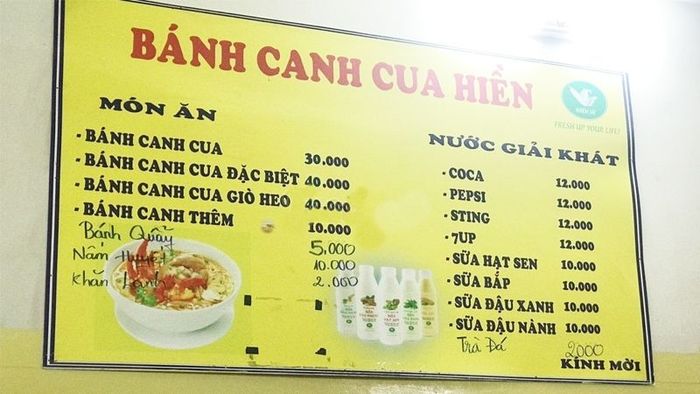 BÁNH CANH CUA HIỀN
FRESH UP YOUR LIFE!
MÓN ĂN
- BÁNH CANH CUA 30.000
- BÁNH CANH CUA ĐẶC BIỆT 40.000
- BÁNH CANH CUA GIÒ HEO 40.000
- BÁNH CANH THÊM 10.000
Bánh Quẩy 5,000
Nấm Huyết 10.000
Khăn Lạnh 2.000
NƯỚC GIẢI KHÁT
- COCA 12.000
- PEPSI 12.000
- STING 12.000
- 7UP 12.000
- SỮA HẠT SEN 10.000
- SỮA BẮP 10.000
- SỮA ĐẬU XANH 10.000
- SỮA ĐẬU NÀNH 10.000
Trà Đá 2000
KÍNH MỜI